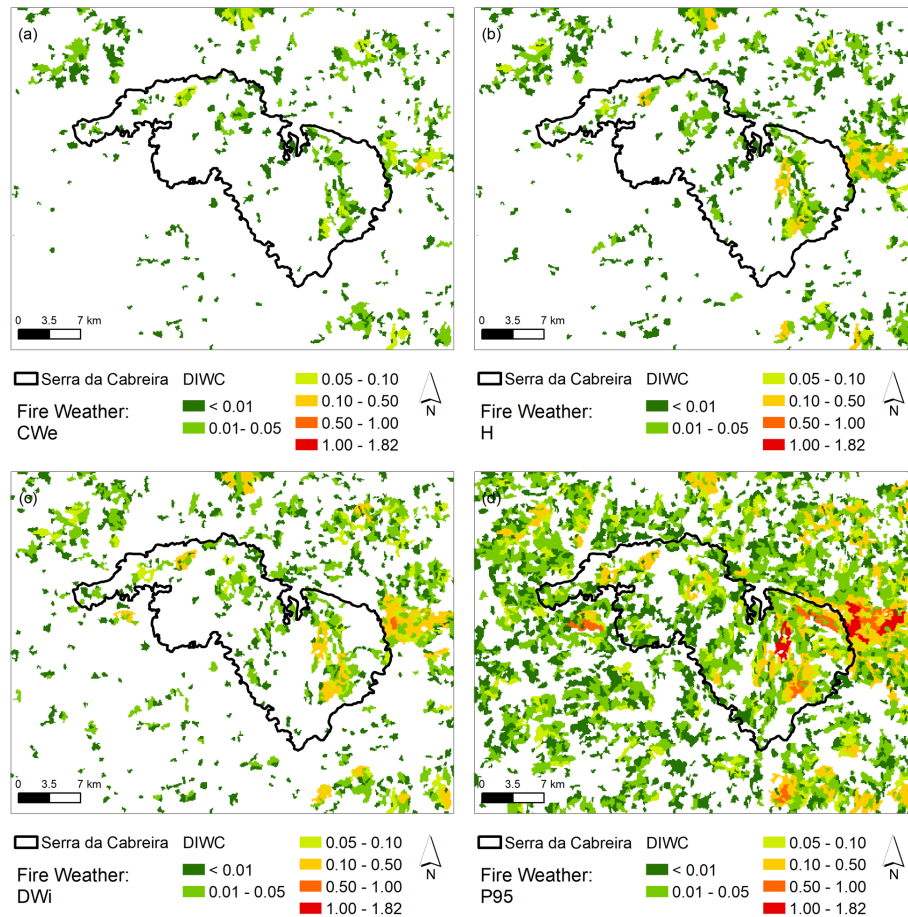 (a)
0 3.5 7 km
Serra da Cabreira
Fire Weather:
CWe
DIWC
< 0.01
0.01- 0.05
0.05 - 0.10
0.10 - 0.50
0.50 - 1.00
1.00 - 1.82
N
(b)
0 3.5 7 km
Serra da Cabreira
Fire Weather:
H
DIWC
< 0.01
0.01- 0.05
0.05 - 0.10
0.10 - 0.50
0.50 - 1.00
1.00 - 1.82
N
(c)
0 3.5 7 km
Serra da Cabreira
Fire Weather:
DWi
DIWC
< 0.01
0.01 - 0.05
0.05 - 0.10
0.10 - 0.50
0.50 - 1.00
1.00 - 1.82
N
(d)
0 3.5 7 km
Serra da Cabreira
Fire Weather:
P95
DIWC
< 0.01
0.01 - 0.05
0.05 - 0.10
0.10 - 0.50
0.50 - 1.00
1.00 - 1.82
N